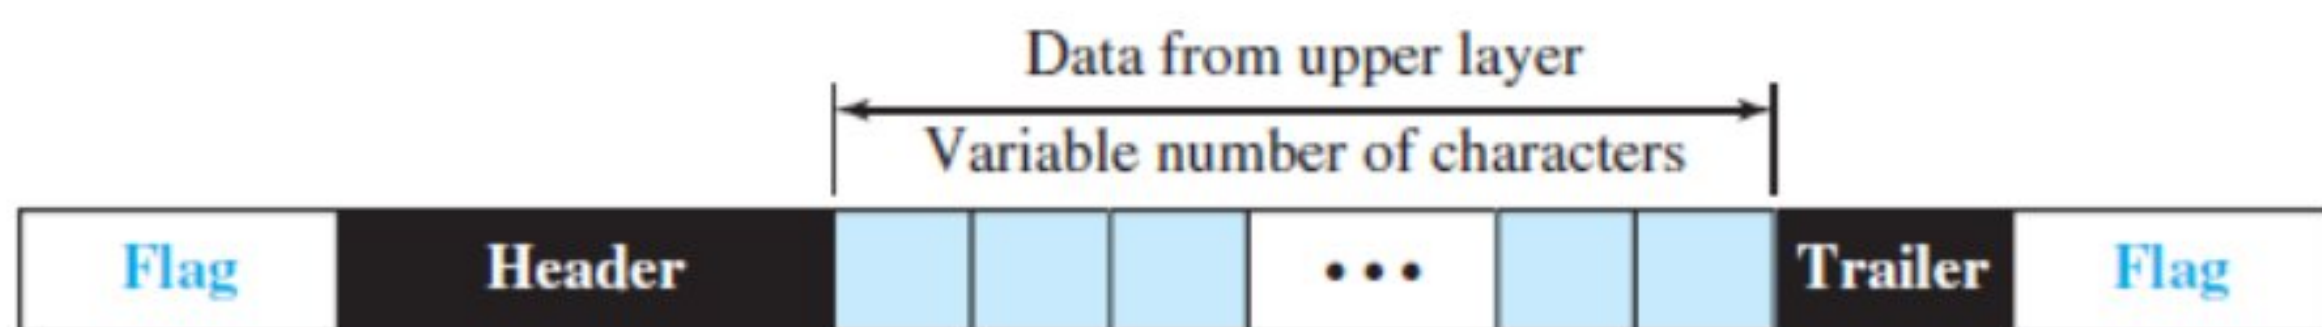 Data from upper layer
Variable number of characters
Flag Header ••• Trailer Flag